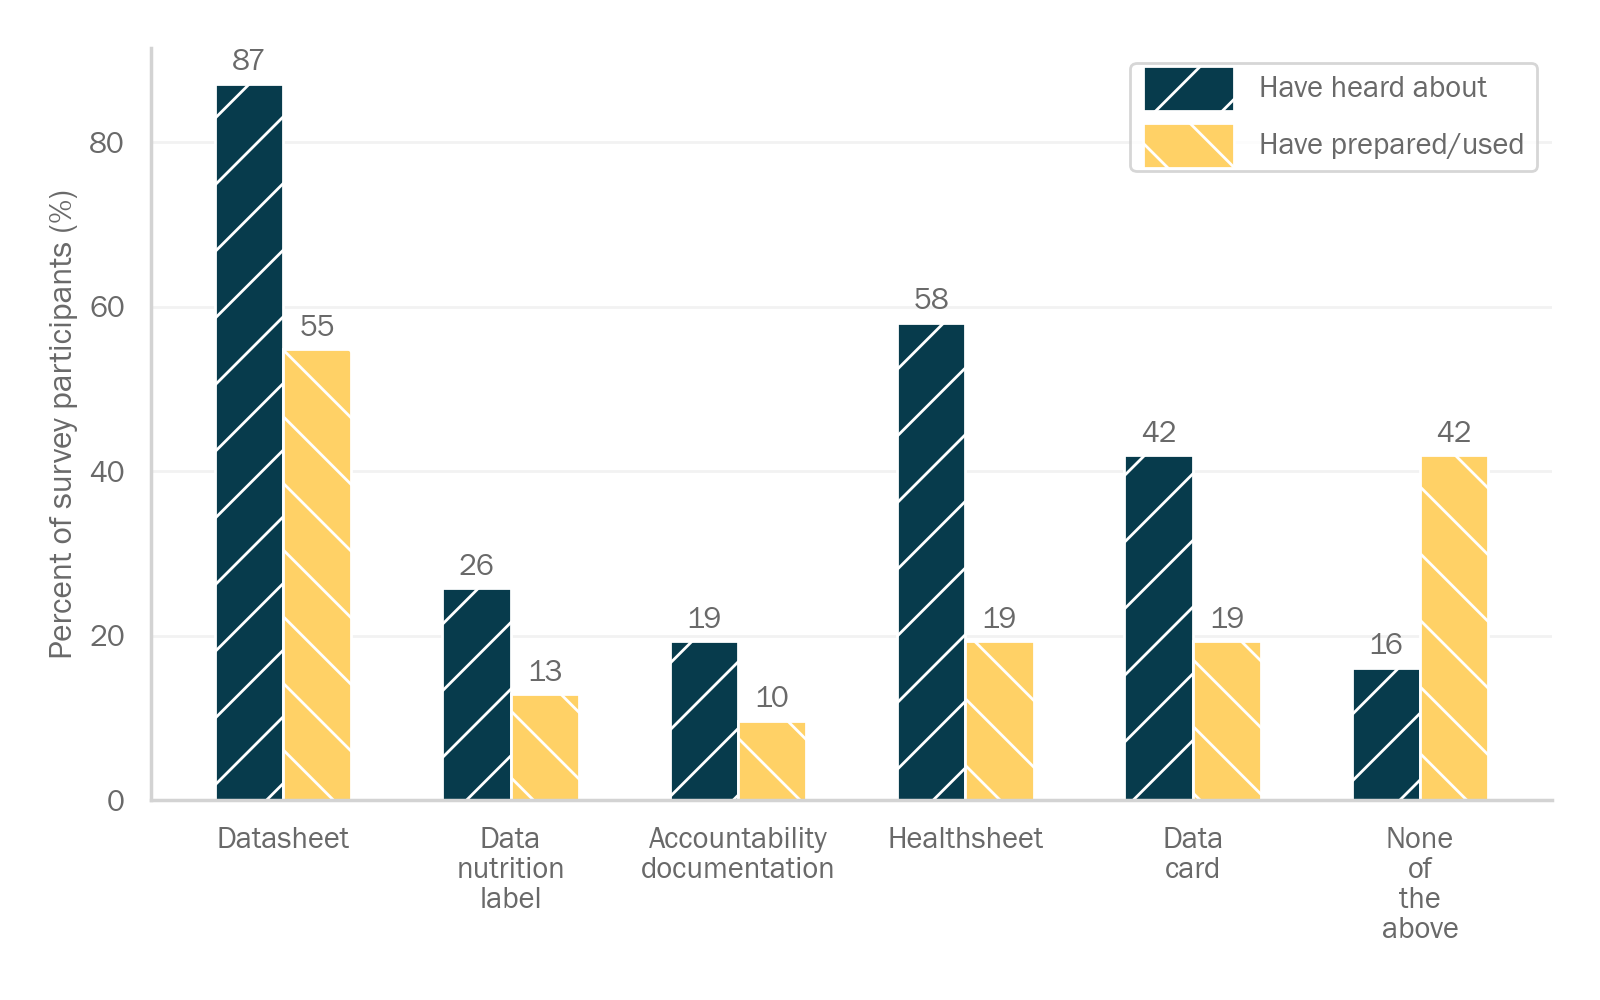 Percent of survey participants (%)
80
60
40
20
0
Have heard about
Have prepared/used
87
55
26
13
19
10
58
19
42
19
16
42
Datasheet
Data
nutrition
label
Accountability
documentation
Healthsheet
Data
card
None
of
the
above